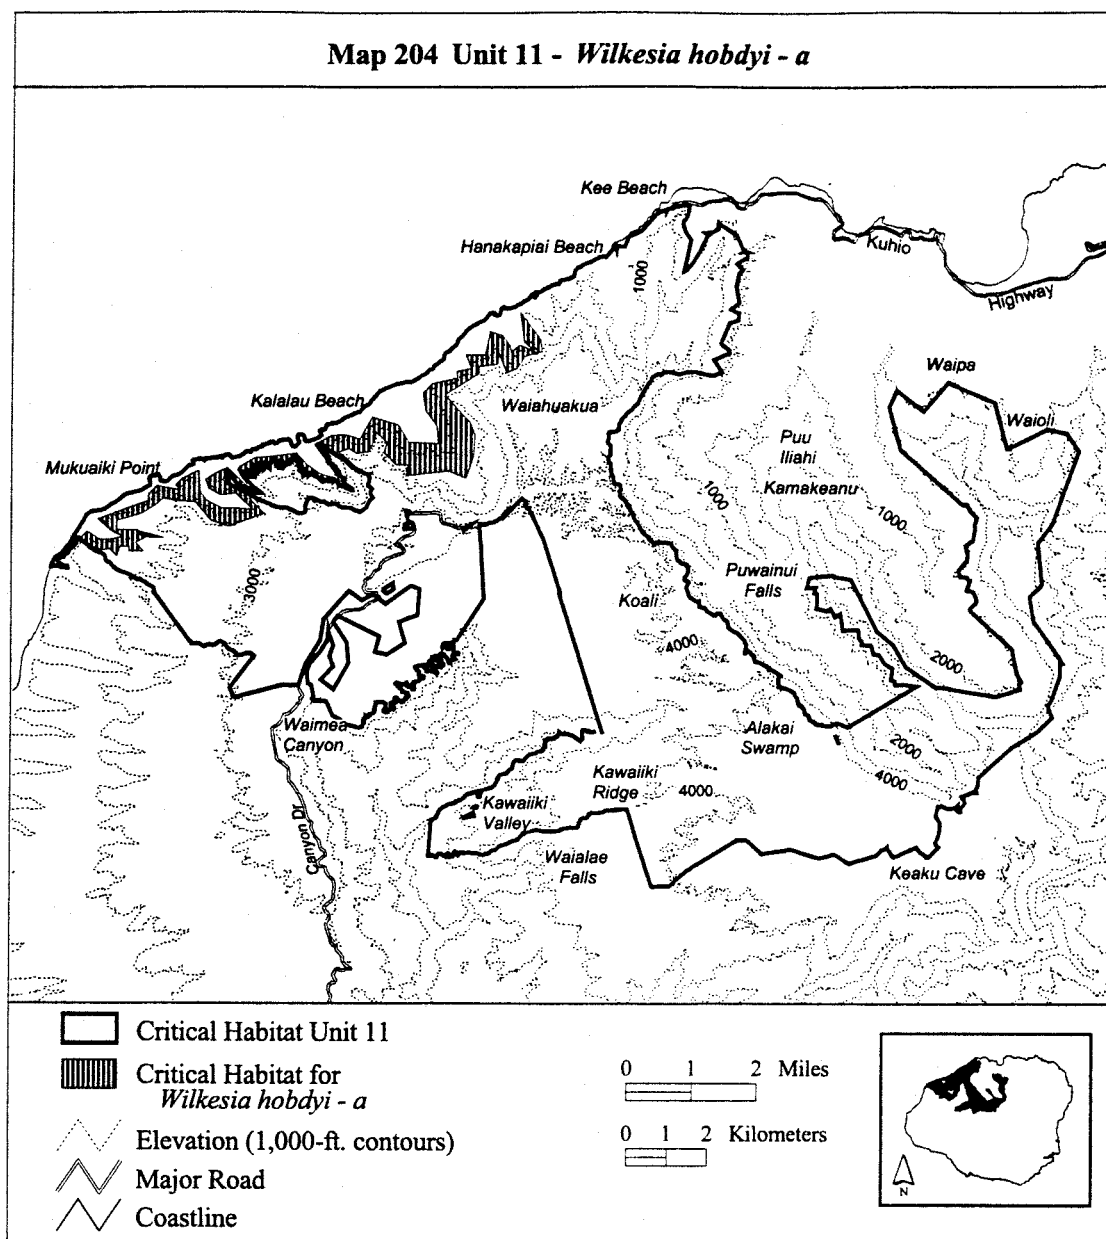 Map 204 Unit 11 - Wilkesia hobdyi - a
Kee Beach
Hanakapiai Beach
Kuhio
Highway
1000
Waipa
Kalalau Beach
Waiahuakua
Waioli
Puu
Iliahi
Mukuaiki Point
Kamakeanu
1000
1000
Puwainui
Falls
3000
Koali
4000
2000
Waimea
Canyon
Alakai
Swamp
2000
4000
Kawaiiki
Ridge
4000
Kawaiiki
Valley
Canyon Dr
Waialae
Falls
Keaku Cave
Critical Habitat Unit 11
Critical Habitat for
Wilkesia hobdyi - a
Elevation (1,000-ft. contours)
Major Road
Coastline
0 1 2 Miles
0 1 2 Kilometers
N